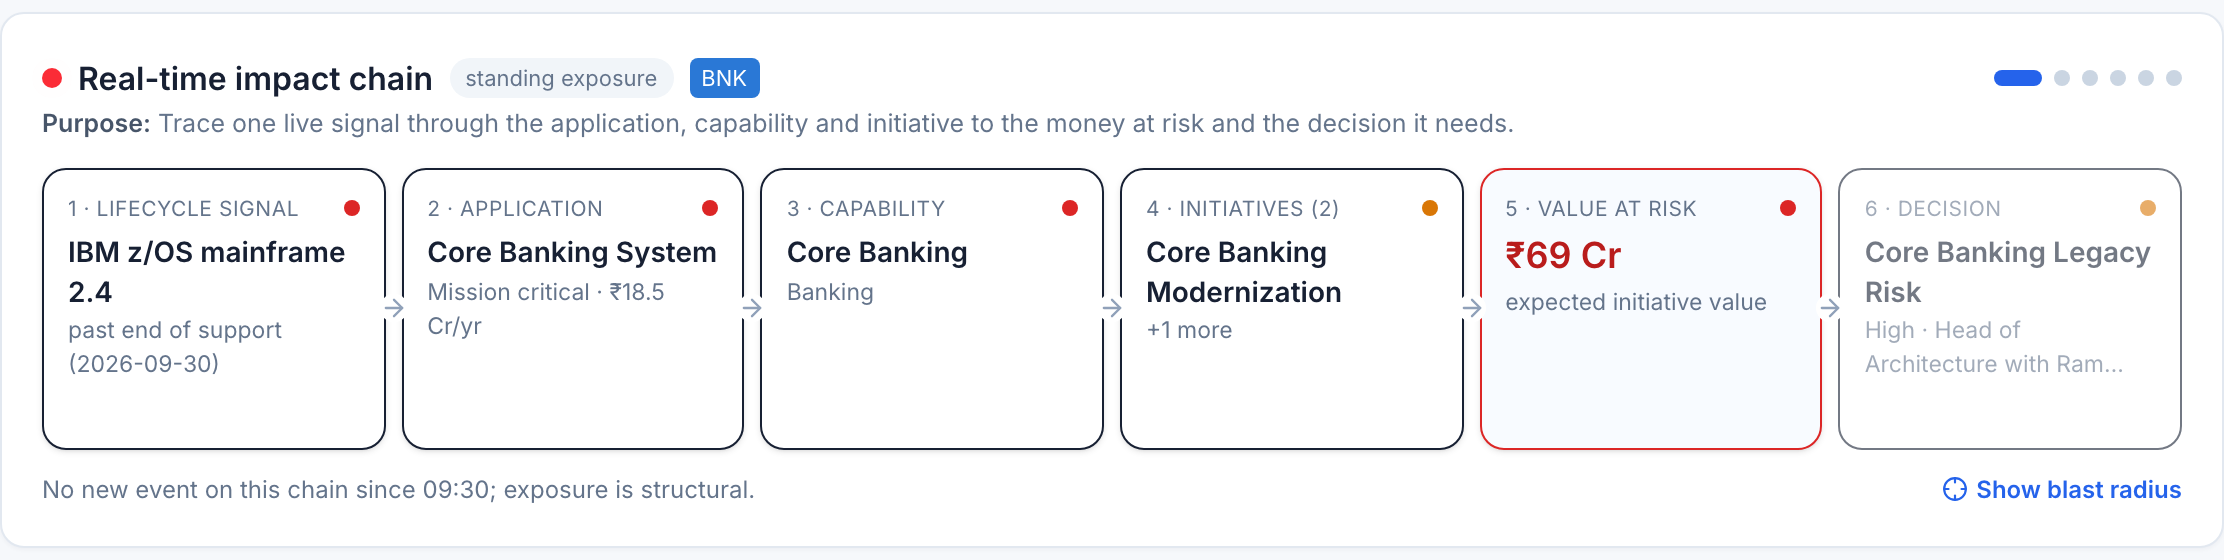 Real-time impact chain standing exposure BNK
Purpose: Trace one live signal through the application, capability and initiative to the money at risk and the decision it needs.
1 · LIFECYCLE SIGNAL
IBM z/OS mainframe
2.4
past end of support
(2026-09-30)
2 · APPLICATION
Core Banking System
Mission critical · ₹18.5
Cr/yr
3 · CAPABILITY
Core Banking
Banking
4 · INITIATIVES (2)
Core Banking
Modernization
+1 more
5 · VALUE AT RISK
₹69 Cr
expected initiative value
6 · DECISION
Core Banking Legacy
Risk
High · Head of
Architecture with Ram...
No new event on this chain since 09:30; exposure is structural.
Show blast radius